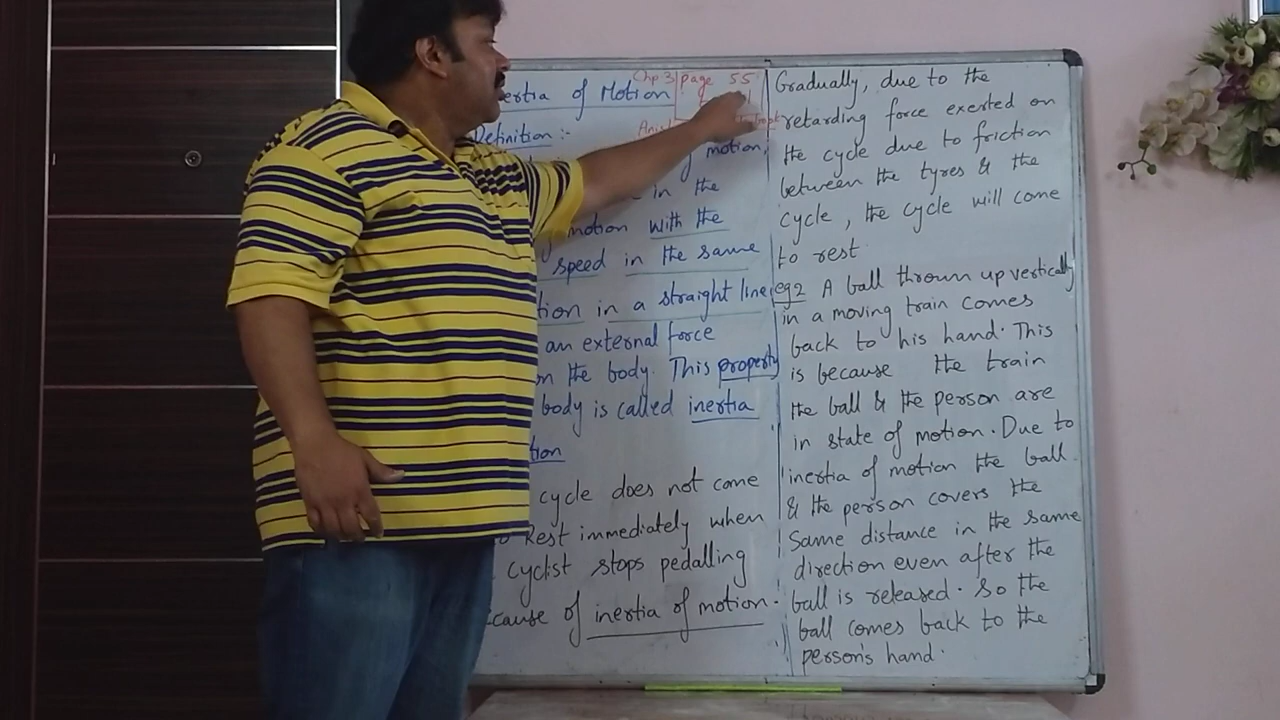 ertia of Motion
Chp 3 page 55
Definition :-
motion,
in the
motion with the
speed in the same
tion in a straight line
an external force
on the body. This property
body is called inertia
tion
cycle does not come
Rest immediately when
cyclist stops pedalling
cause of inertia of motion.
Gradually, due to the
retarding force exerted on
the cycle due to friction
between the tyres & the
cycle, the cycle will come
to rest.
eg2 A ball thrown up vertically
in a moving train comes
back to his hand. This
is because the train
the ball & the person are
in state of motion. Due to
inertia of motion the ball
& the person covers the
same distance in the same
direction even after the
ball is released. So the
ball comes back to the
person's hand.